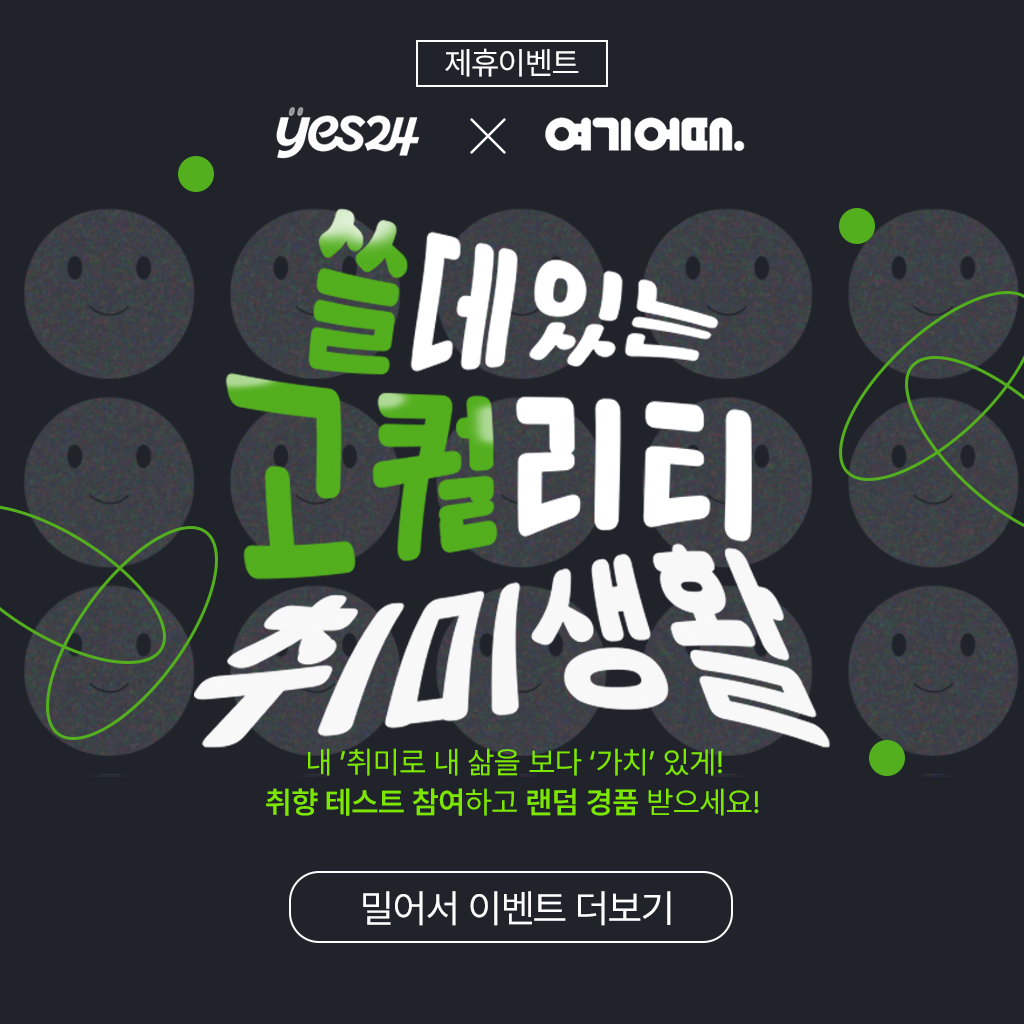 제휴이벤트
yes24 × 여기어때.
쓸데있는
고퀄리티
취미생활
내 ‘취미로 내 삶을 보다 ‘가치’ 있게!
취향 테스트 참여하고 랜덤 경품 받으세요!
밀어서 이벤트 더보기